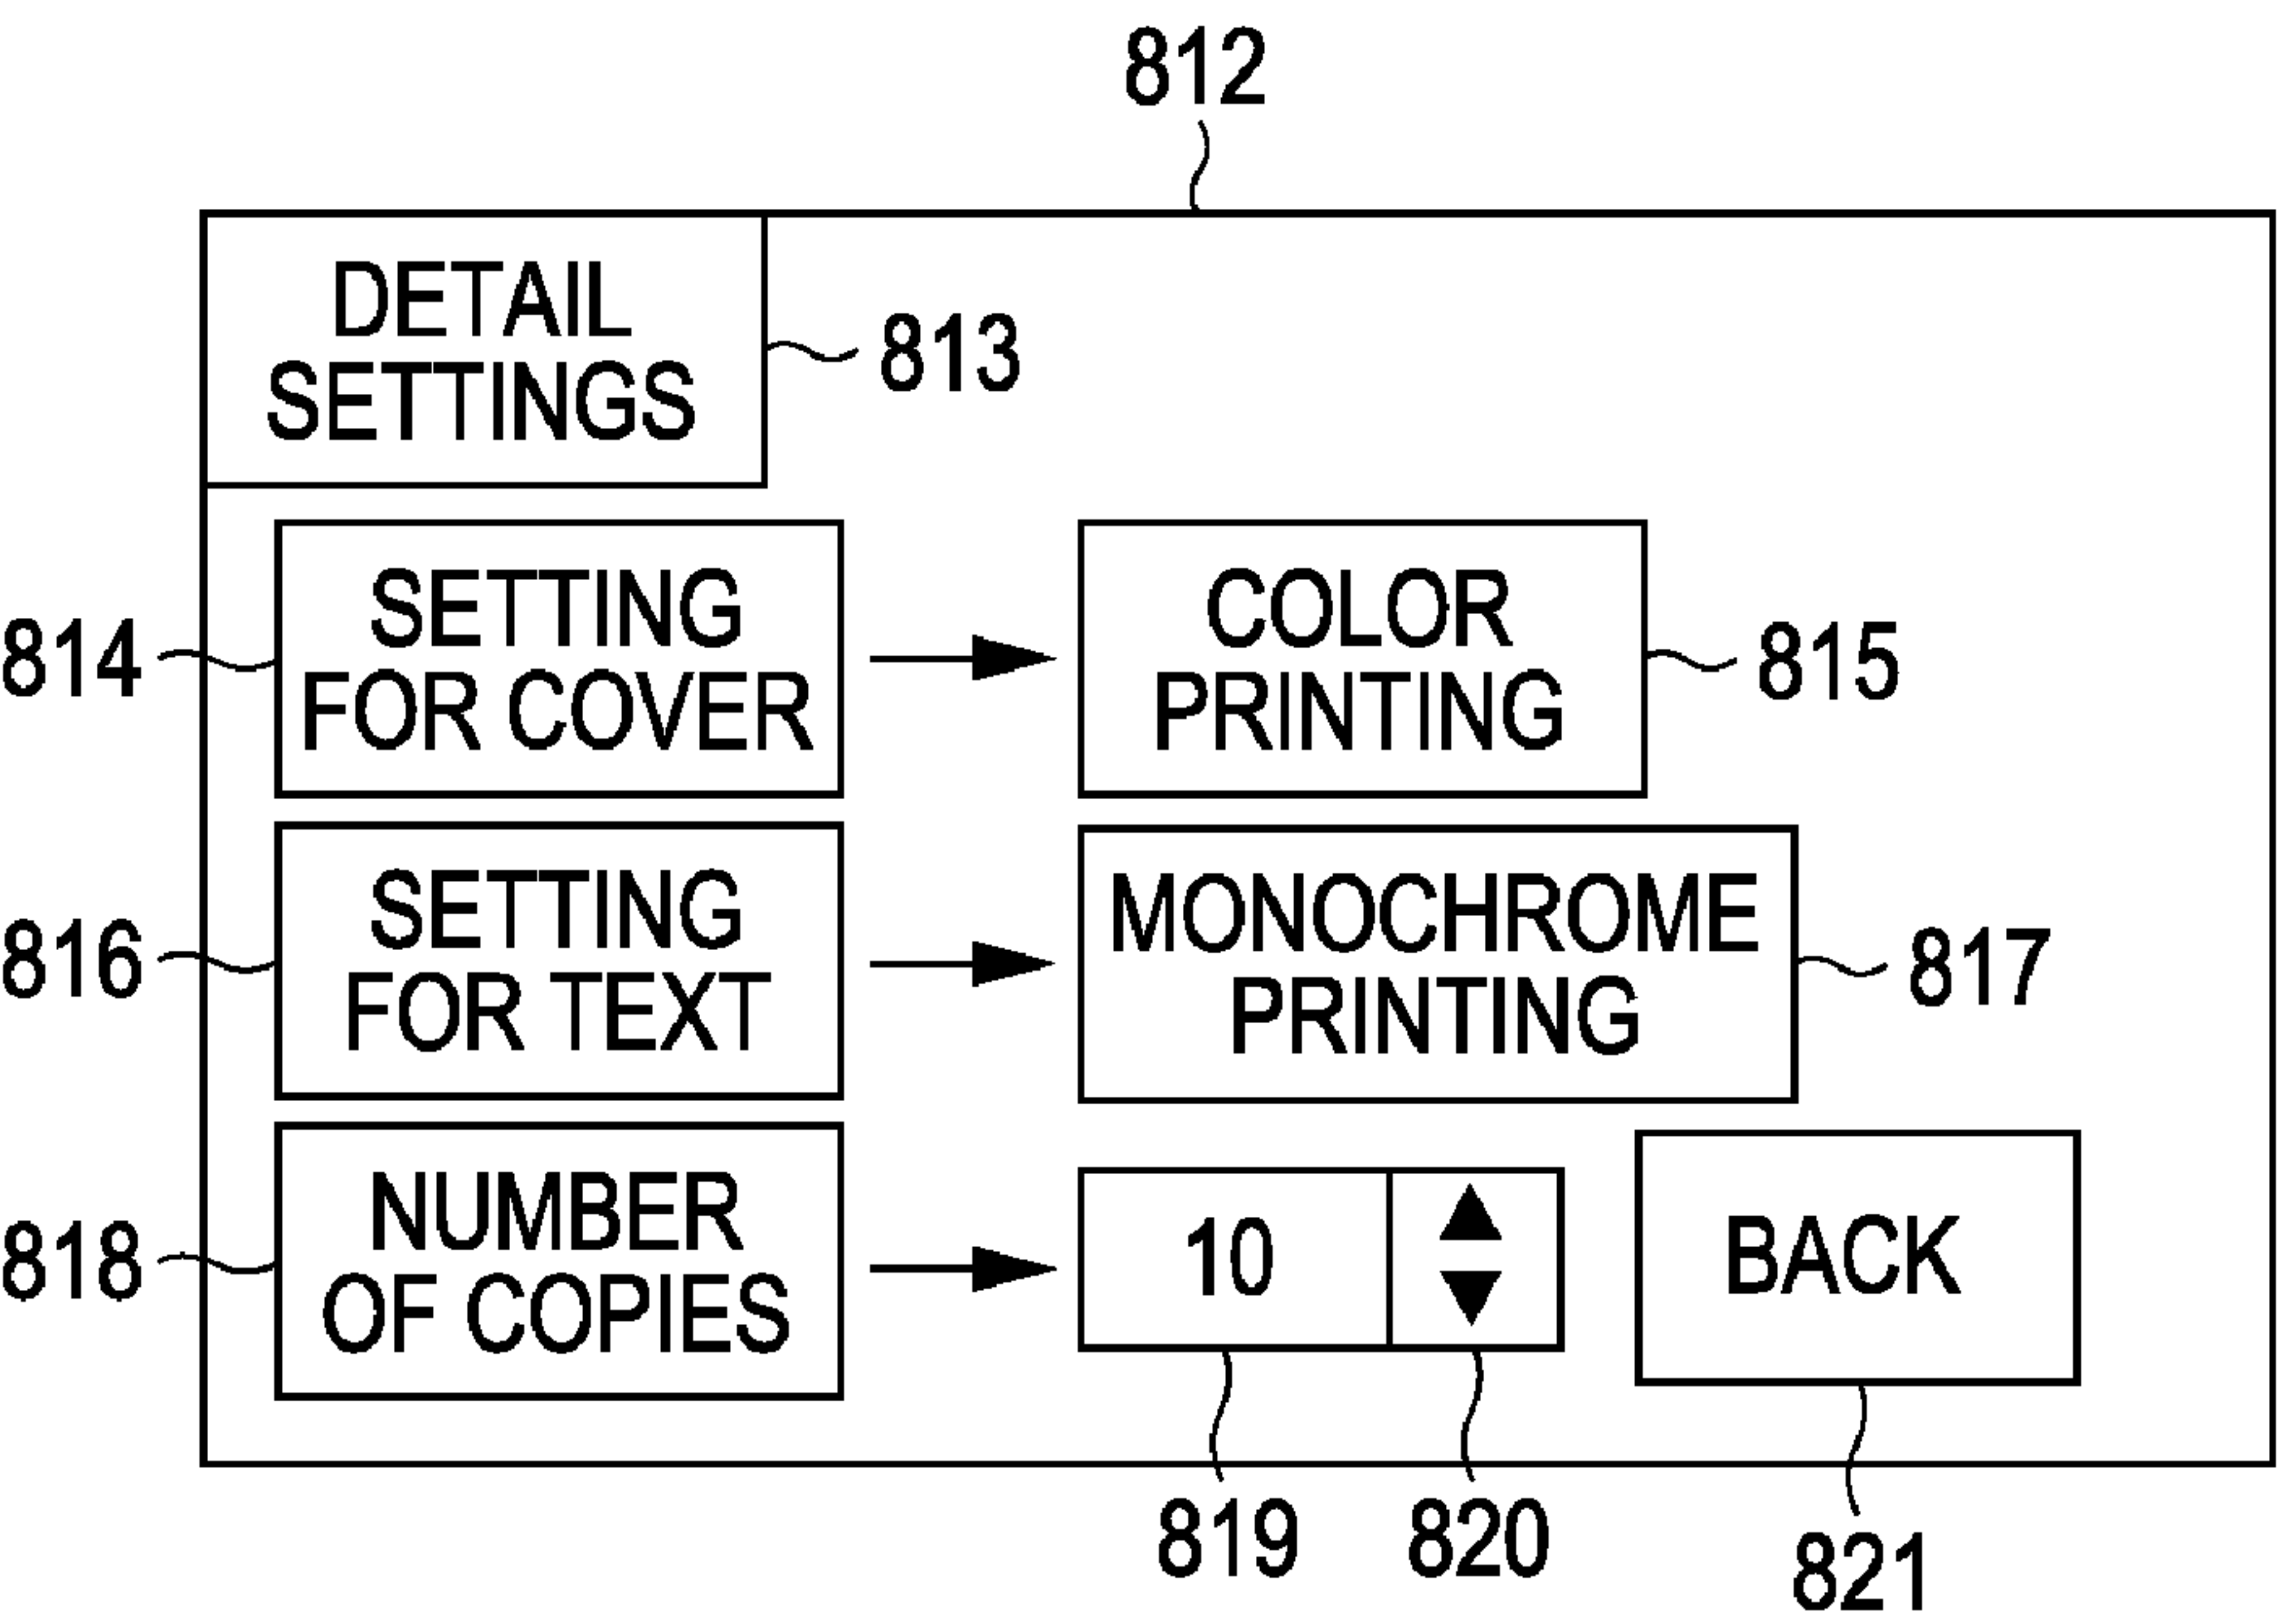 812
DETAIL
SETTINGS
813
814
SETTING
FOR COVER
COLOR
PRINTING
815
816
SETTING
FOR TEXT
MONOCHROME
PRINTING
817
818
NUMBER
OF COPIES
10
BACK
819
820
821